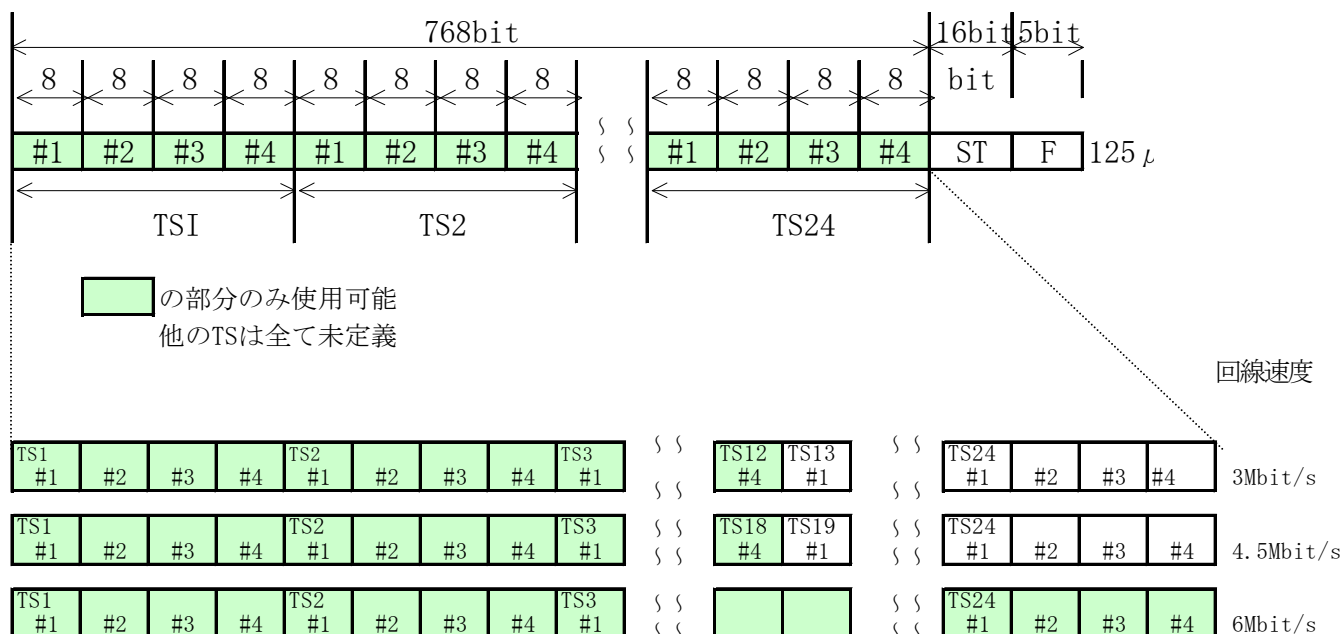 768bit 16bit 5bit
8 8 8 8 8 8 8 8 8 8 8 8 bit
#1 #2 #3 #4 #1 #2 #3 #4 #1 #2 #3 #4 ST F 125μ
TSI TS2 TS24
の部分のみ使用可能
他のTSは全て未定義
回線速度
TS1 TS2 TS3 TS12 TS13 TS24
#1 #2 #3 #4 #1 #2 #3 #4 #1 #4 #1 #1 #2 #3 #4 3Mbit/s
TS1 TS2 TS3 TS18 TS19 TS24
#1 #2 #3 #4 #1 #2 #3 #4 #1 #4 #1 #1 #2 #3 #4 4.5Mbit/s
TS1 TS2 TS3 TS24
#1 #2 #3 #4 #1 #2 #3 #4 #1 #1 #2 #3 #4 6Mbit/s